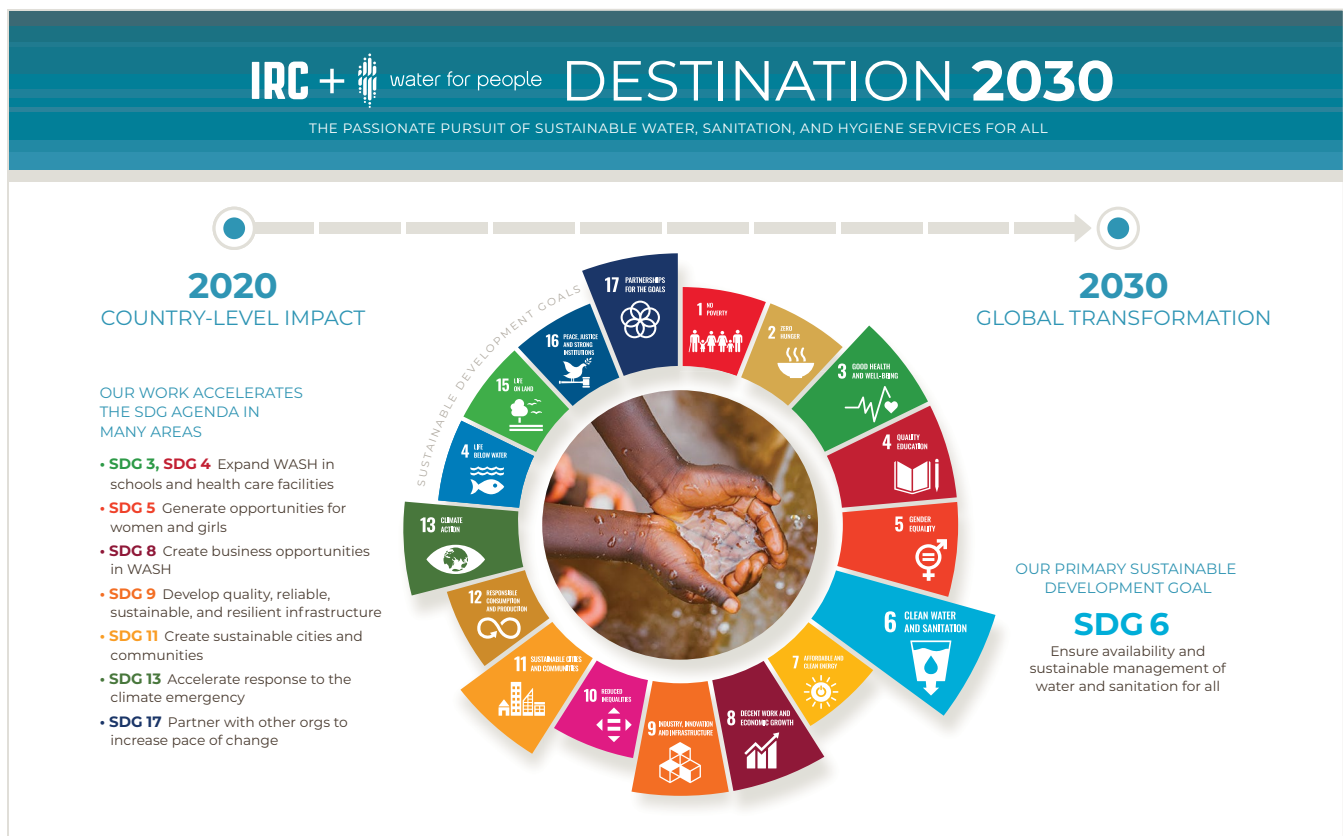 IRC + water for people DESTINATION 2030
THE PASSIONATE PURSUIT OF SUSTAINABLE WATER, SANITATION, AND HYGIENE SERVICES FOR ALL
2020
COUNTRY-LEVEL IMPACT
2030
GLOBAL TRANSFORMATION
OUR WORK ACCELERATES
THE SDG AGENDA IN
MANY AREAS
• SDG 3, SDG 4 Expand WASH in
schools and health care facilities
• SDG 5 Generate opportunities for
women and girls
• SDG 8 Create business opportunities
in WASH
• SDG 9 Develop quality, reliable,
sustainable, and resilient infrastructure
• SDG 11 Create sustainable cities and
communities
• SDG 13 Accelerate response to the
climate emergency
• SDG 17 Partner with other orgs to
increase pace of change
SUSTAINABLE DEVELOPMENT GOALS
1 NO
POVERTY
2 ZERO
HUNGER
3 GOOD HEALTH
AND WELL-BEING
4 QUALITY
EDUCATION
5 GENDER
EQUALITY
6 CLEAN WATER
AND SANITATION
7 AFFORDABLE AND
CLEAN ENERGY
8 DECENT WORK AND
ECONOMIC GROWTH
9 INDUSTRY, INNOVATION
AND INFRASTRUCTURE
10 REDUCED
INEQUALITIES
11 SUSTAINABLE CITIES
AND COMMUNITIES
12 RESPONSIBLE
CONSUMPTION
AND PRODUCTION
13 CLIMATE
ACTION
4 LIFE
BELOW WATER
15 LIFE
ON LAND
16 PEACE, JUSTICE
AND STRONG
INSTITUTIONS
17 PARTNERSHIPS
FOR THE GOALS
OUR PRIMARY SUSTAINABLE
DEVELOPMENT GOAL
SDG 6
Ensure availability and
sustainable management of
water and sanitation for all